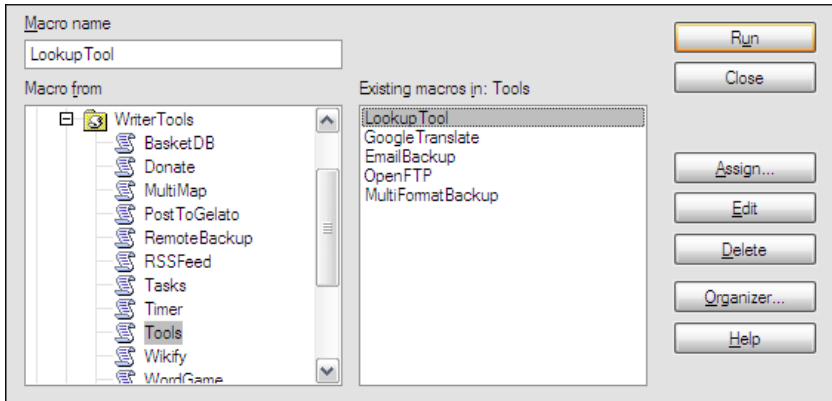 Macro name
LookupTool
Macro from
WriterTools
BasketDB
Donate
MultiMap
PostToGelato
RemoteBackup
RSSFeed
Tasks
Timer
Tools
Wikify
WordGame
Existing macros in: Tools
LookupTool
GoogleTranslate
EmailBackup
OpenFTP
MultiFormatBackup
Run
Close
Assign...
Edit
Delete
Organizer...
Help